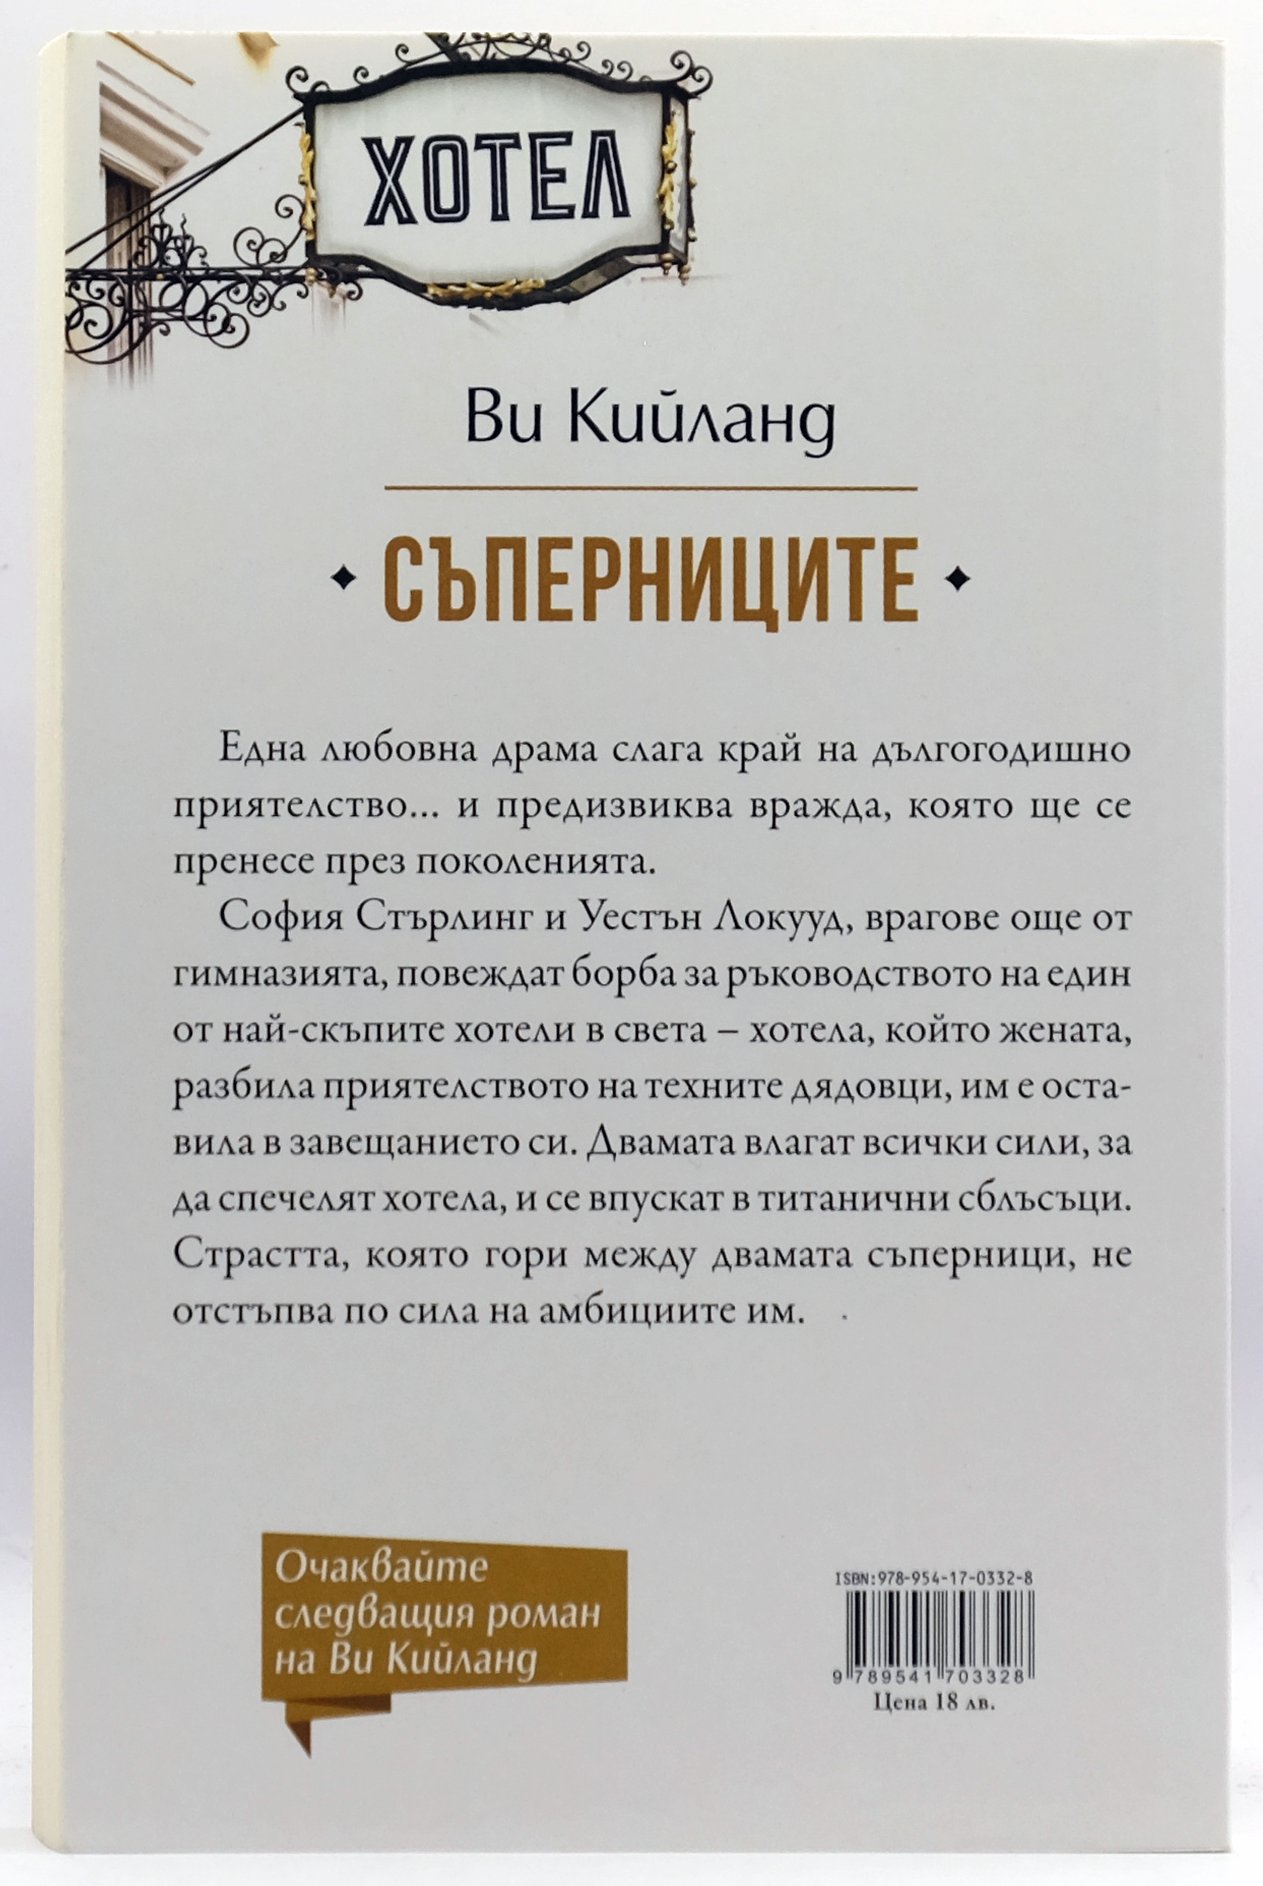 ХОТЕЛ
Ви Кийланд
СЪПЕРНИЦИТЕ
Една любовна драма слага край на дългогодишно
приятелство... и предизвиква вражда, която ще се
пренесе през поколенията.
София Стърлинг и Уестън Локууд, врагове още от
гимназията, повеждат борба за ръководството на един
от най-скъпите хотели в света – хотела, който жената,
разбила приятелството на техните дядовци, им е оста-
вила в завещанието си. Двамата влагат всички сили, за
да спечелят хотела, и се впускат в титанични сблъсъци.
Страстта, която гори между двамата съперници, не
отстъпва по сила на амбициите им.
Очаквайте
следващия роман
на Ви Кийланд
ISBN:978-954-17-0332-8
9 789541 703328
Цена 18 лв.